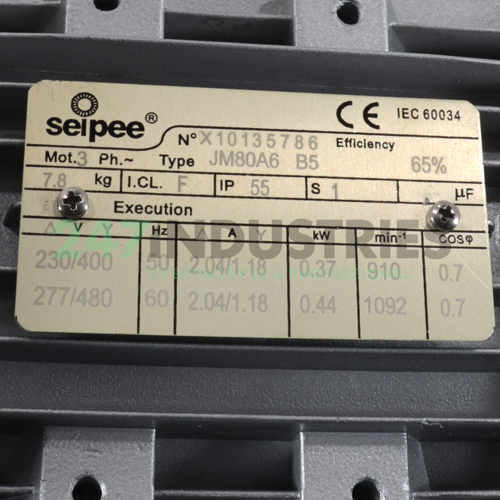 seipee®
CE IEC 60034
N° X10135786 Efficiency
Mot. 3 Ph.~ Type JM80A6 B5 65%
7.8 kg I.CL. F IP 55 S 1 µF
Execution
247 INDUSTRIES
△ V Y Hz △ A Y kW min-¹ cosφ
230/400 50 2.04/1.18 0.37 910 0.7
277/480 60 2.04/1.18 0.44 1092 0.7